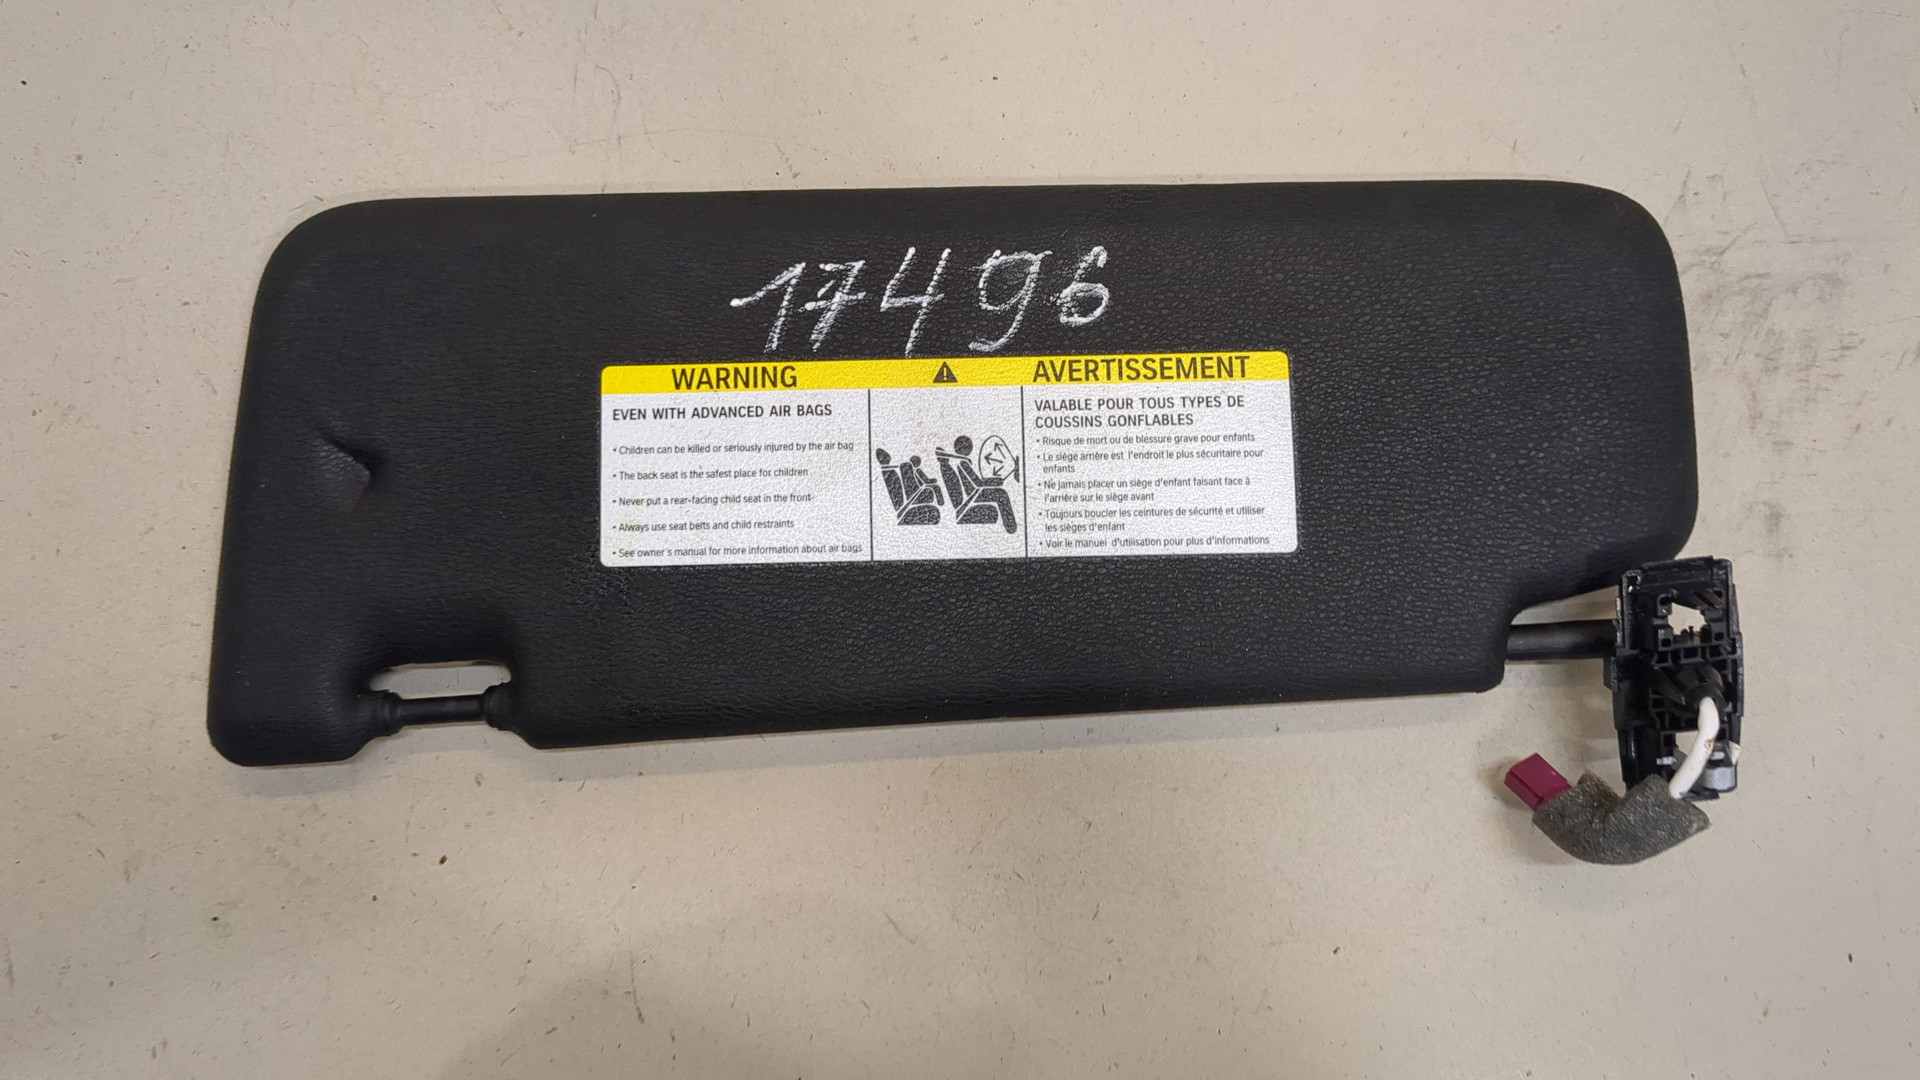 17496
WARNING
EVEN WITH ADVANCED AIR BAGS
• Children can be killed or seriously injured by the air bag
• The back seat is the safest place for children
• Never put a rear-facing child seat in the front
• Always use seat belts and child restraints
• See owner's manual for more information about air bags
AVERTISSEMENT
VALABLE POUR TOUS TYPES DE
COUSSINS GONFLABLES
• Risque de mort ou de blessure grave pour enfants
• Le siège arrière est l'endroit le plus sécuritaire pour
enfants
• Ne jamais placer un siège d'enfant faisant face à
l'arrière sur le siège avant
• Toujours boucler les ceintures de sécurité et utiliser
les sièges d'enfant
• Voir le manuel d'utilisation pour plus d'informations